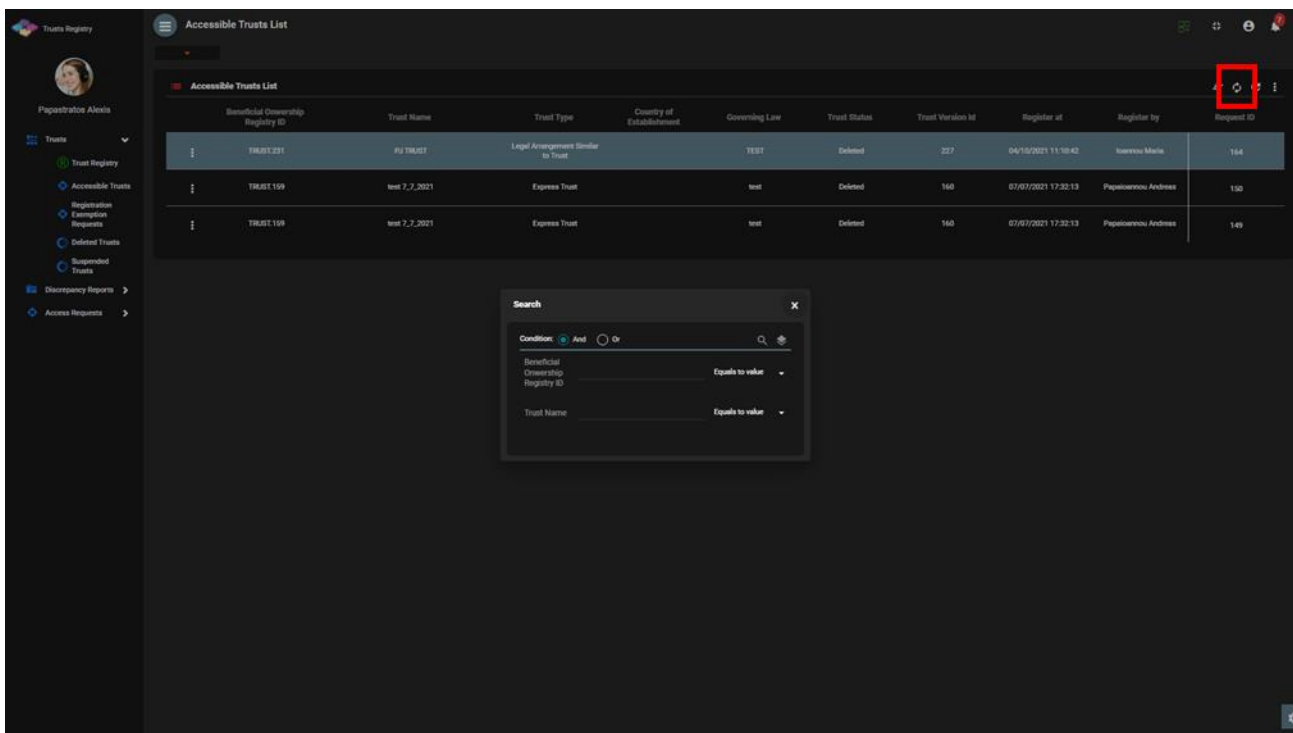 Trusts Registry
Accessible Trusts List
7
Papastratos Alexis
Trusts
Trust Registry
Accessible Trusts
Registration
Exemption
Requests
Deleted Trusts
Suspended
Trusts
Discrepancy Reports
Access Requests
Accessible Trusts List
Beneficial Onwership
Registry ID
Trust Name
Trust Type
Country of
Establishment
Governing Law
Trust Status
Trust Version Id
Register at
Register by
Request ID
TRUST.231
Legal Arrangement Similar
to Trust
TEST
Deleted
227
04/10/2021 11:10:42
Ioannou Maria
164
TRUST.159
test 7_7_2021
Express Trust
test
Deleted
160
07/07/2021 17:32:13
Papaioannou Andreas
150
TRUST.159
test 7_7_2021
Express Trust
test
Deleted
160
07/07/2021 17:32:13
Papaioannou Andreas
149
Search
x
Condition: And Or
Beneficial
Onwership
Registry ID
Equals to value
Trust Name
Equals to value